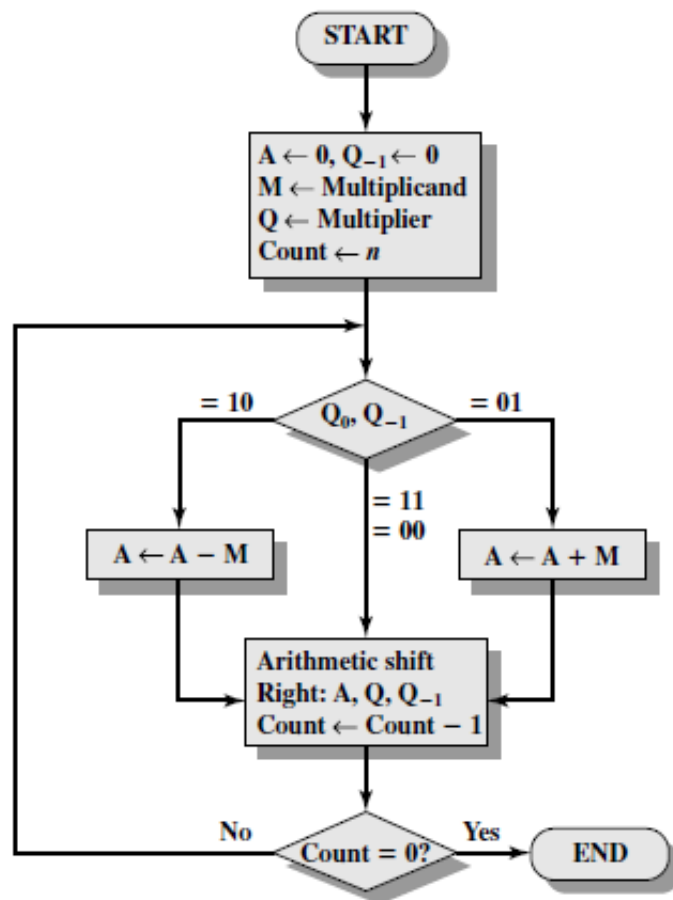 START
A ← 0, Q₋₁ ← 0
M ← Multiplicand
Q ← Multiplier
Count ← n
= 10
Q₀, Q₋₁
= 01
= 11
= 00
A ← A − M
A ← A + M
Arithmetic shift
Right: A, Q, Q₋₁
Count ← Count − 1
No
Count = 0?
Yes
END